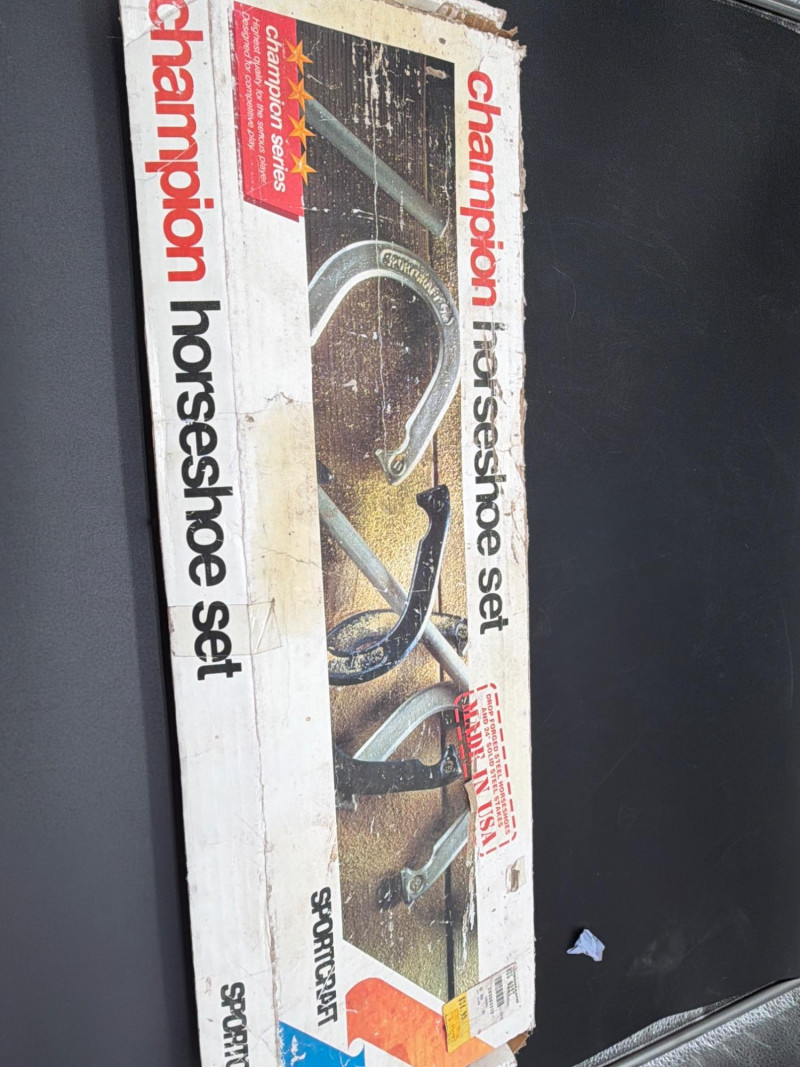 champion horseshoe set
DROP FORGED STEEL HORSESHOES
AND 24" SOLID STEEL STAKES
MADE IN USA
SPORTCRAFT
champion series
Highest quality for the serious player.
Designed for competitive play.
SPORTCRAFT
champion horseshoe set
SPORTC